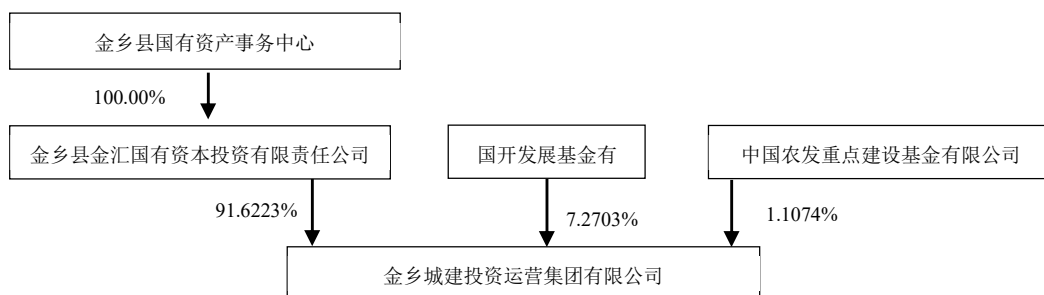 金乡县国有资产事务中心
100.00%
金乡县金汇国有资本投资有限责任公司
国开发展基金有
中国农发重点建设基金有限公司
91.6223%
7.2703%
1.1074%
金乡城建投资运营集团有限公司